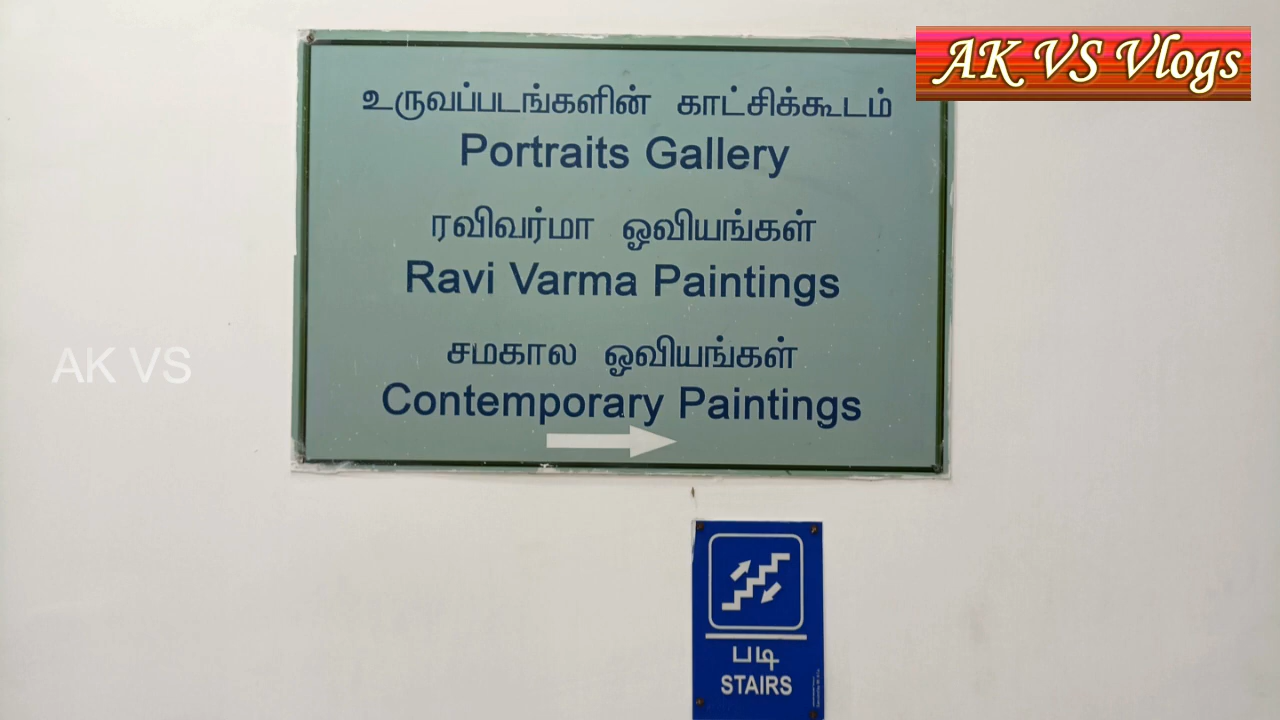 AK VS Vlogs
உருவப்படங்களின் காட்சிக்கூடம்
Portraits Gallery
ரவிவர்மா ஓவியங்கள்
Ravi Varma Paintings
சமகால ஓவியங்கள்
Contemporary Paintings
AK VS
படி
STAIRS